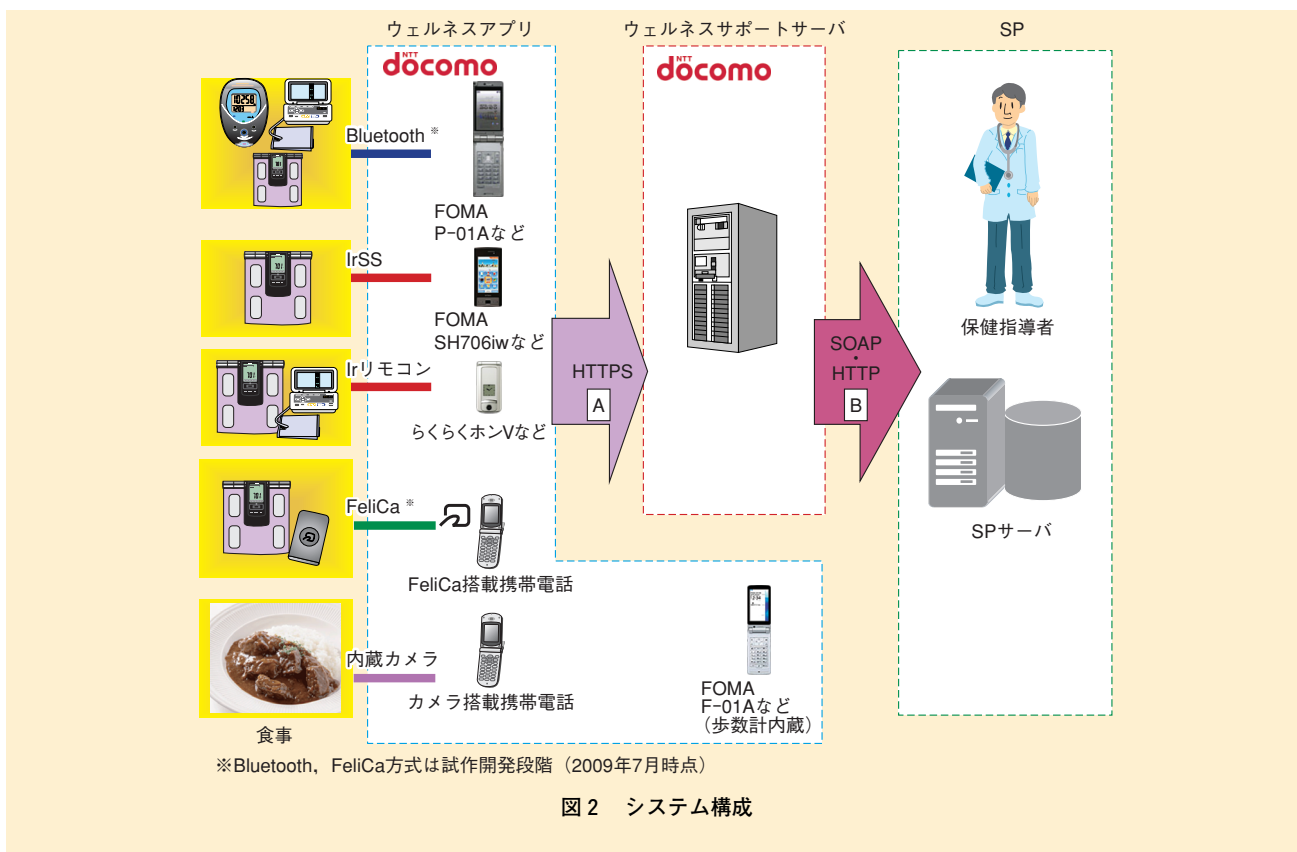 ウェルネスアプリ
ウェルネスサポートサーバ
SP
NTT
döcomo
NTT
döcomo
10258
Bluetooth ※
FOMA
P-01Aなど
IrSS
FOMA
SH706iwなど
Irリモコン
らくらくホンVなど
FeliCa ※
FeliCa搭載携帯電話
内蔵カメラ
カメラ搭載携帯電話
食事
HTTPS
A
SOAP
・
HTTP
B
保健指導者
SPサーバ
FOMA
F-01Aなど
（歩数計内蔵）
※Bluetooth，FeliCa方式は試作開発段階（2009年7月時点）
図2 システム構成